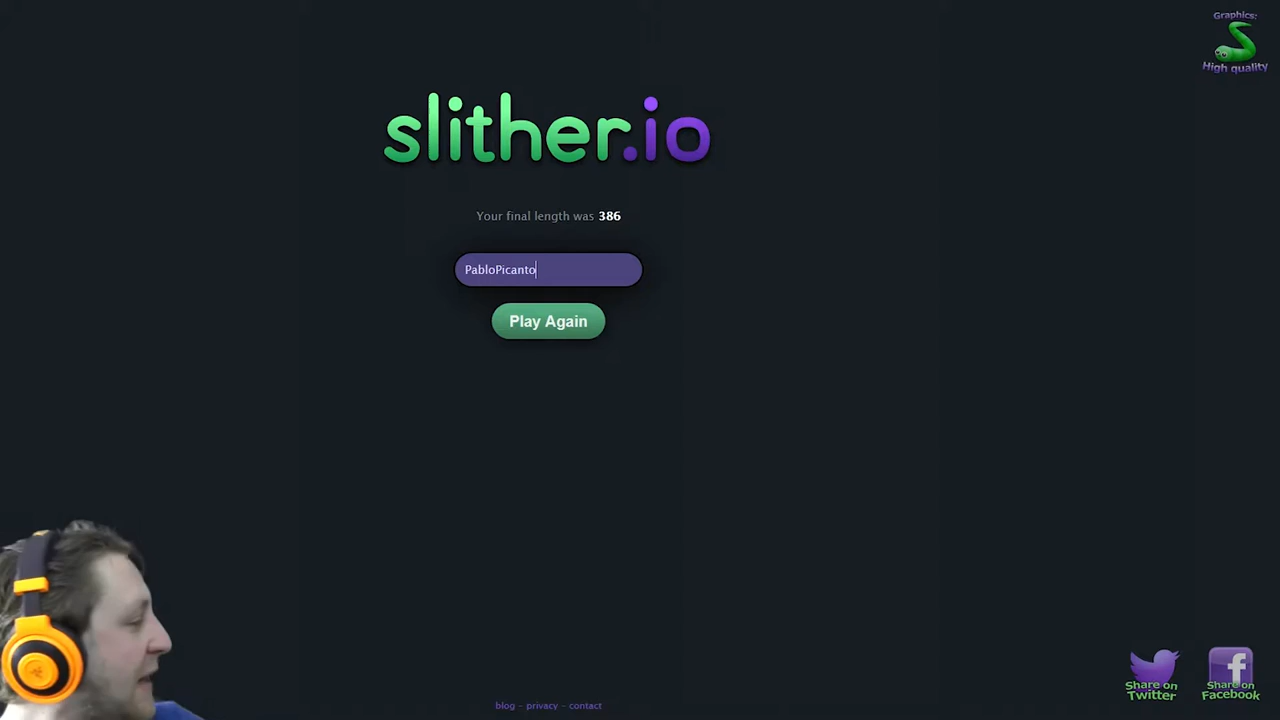 Graphics:
High quality
slither.io
Your final length was 386
PabloPicanto
Play Again
Share on
Twitter
Share on
Facebook
blog - privacy - contact